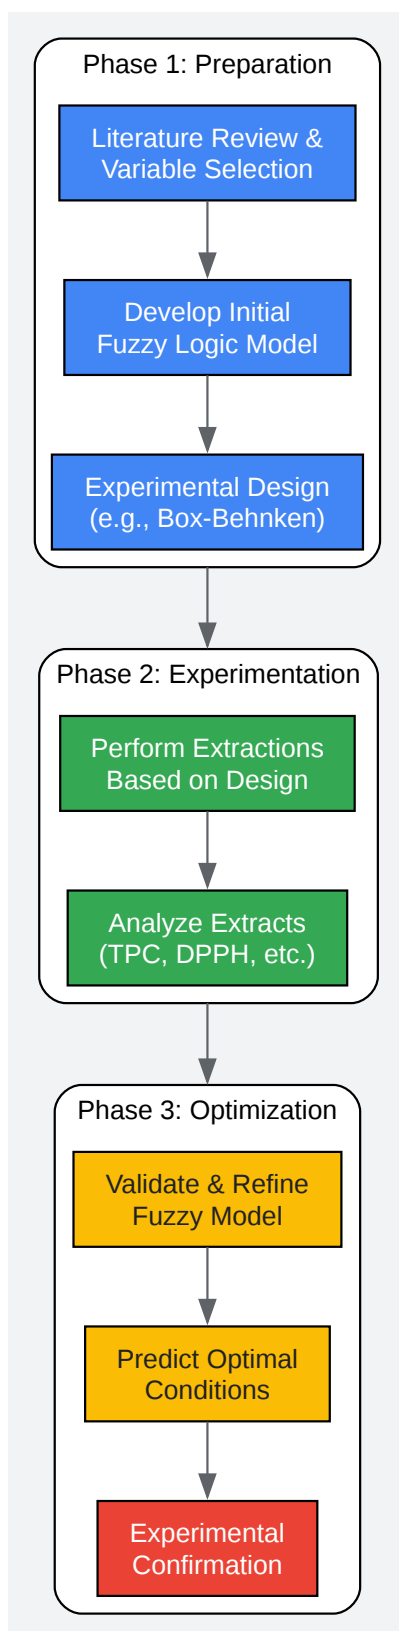 Phase 1: Preparation
Literature Review &
Variable Selection
Develop Initial
Fuzzy Logic Model
Experimental Design
(e.g., Box-Behnken)
Phase 2: Experimentation
Perform Extractions
Based on Design
Analyze Extracts
(TPC, DPPH, etc.)
Phase 3: Optimization
Validate & Refine
Fuzzy Model
Predict Optimal
Conditions
Experimental
Confirmation